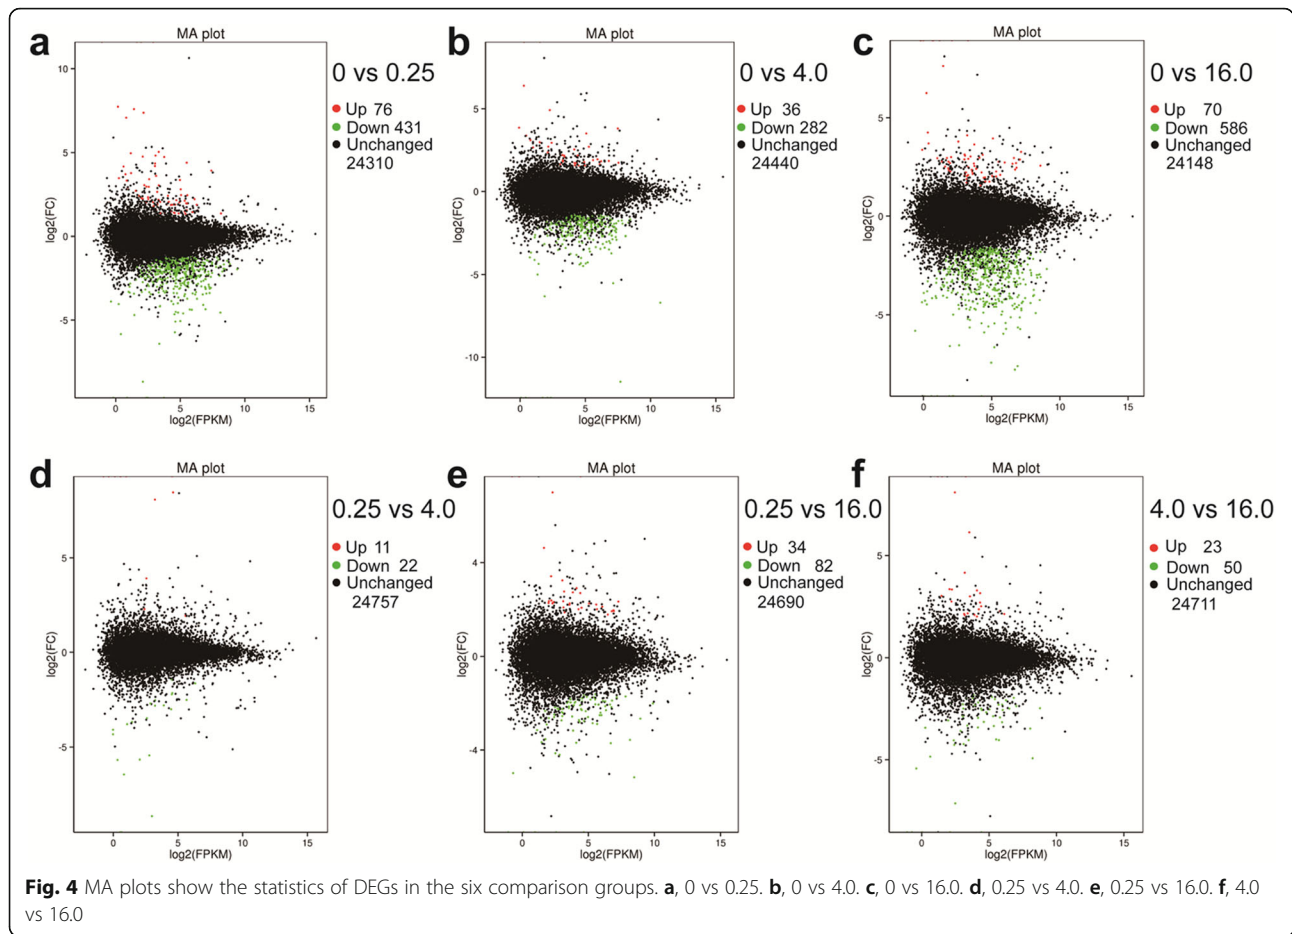 a
MA plot
0 vs 0.25
Up 76
Down 431
Unchanged
24310
10
5
0
-5
log2(FC)
0 5 10 15
log2(FPKM)
b
MA plot
0 vs 4.0
Up 36
Down 282
Unchanged
24440
5
0
-5
-10
log2(FC)
0 5 10 15
log2(FPKM)
c
MA plot
0 vs 16.0
Up 70
Down 586
Unchanged
24148
5
0
-5
log2(FC)
0 5 10 15
log2(FPKM)
d
MA plot
0.25 vs 4.0
Up 11
Down 22
Unchanged
24757
5
0
-5
log2(FC)
0 5 10 15
log2(FPKM)
e
MA plot
0.25 vs 16.0
Up 34
Down 82
Unchanged
24690
4
0
-4
log2(FC)
0 5 10 15
log2(FPKM)
f
MA plot
4.0 vs 16.0
Up 23
Down 50
Unchanged
24711
5
0
-5
log2(FC)
0 5 10 15
log2(FPKM)
Fig. 4 MA plots show the statistics of DEGs in the six comparison groups. a, 0 vs 0.25. b, 0 vs 4.0. c, 0 vs 16.0. d, 0.25 vs 4.0. e, 0.25 vs 16.0. f, 4.0
vs 16.0